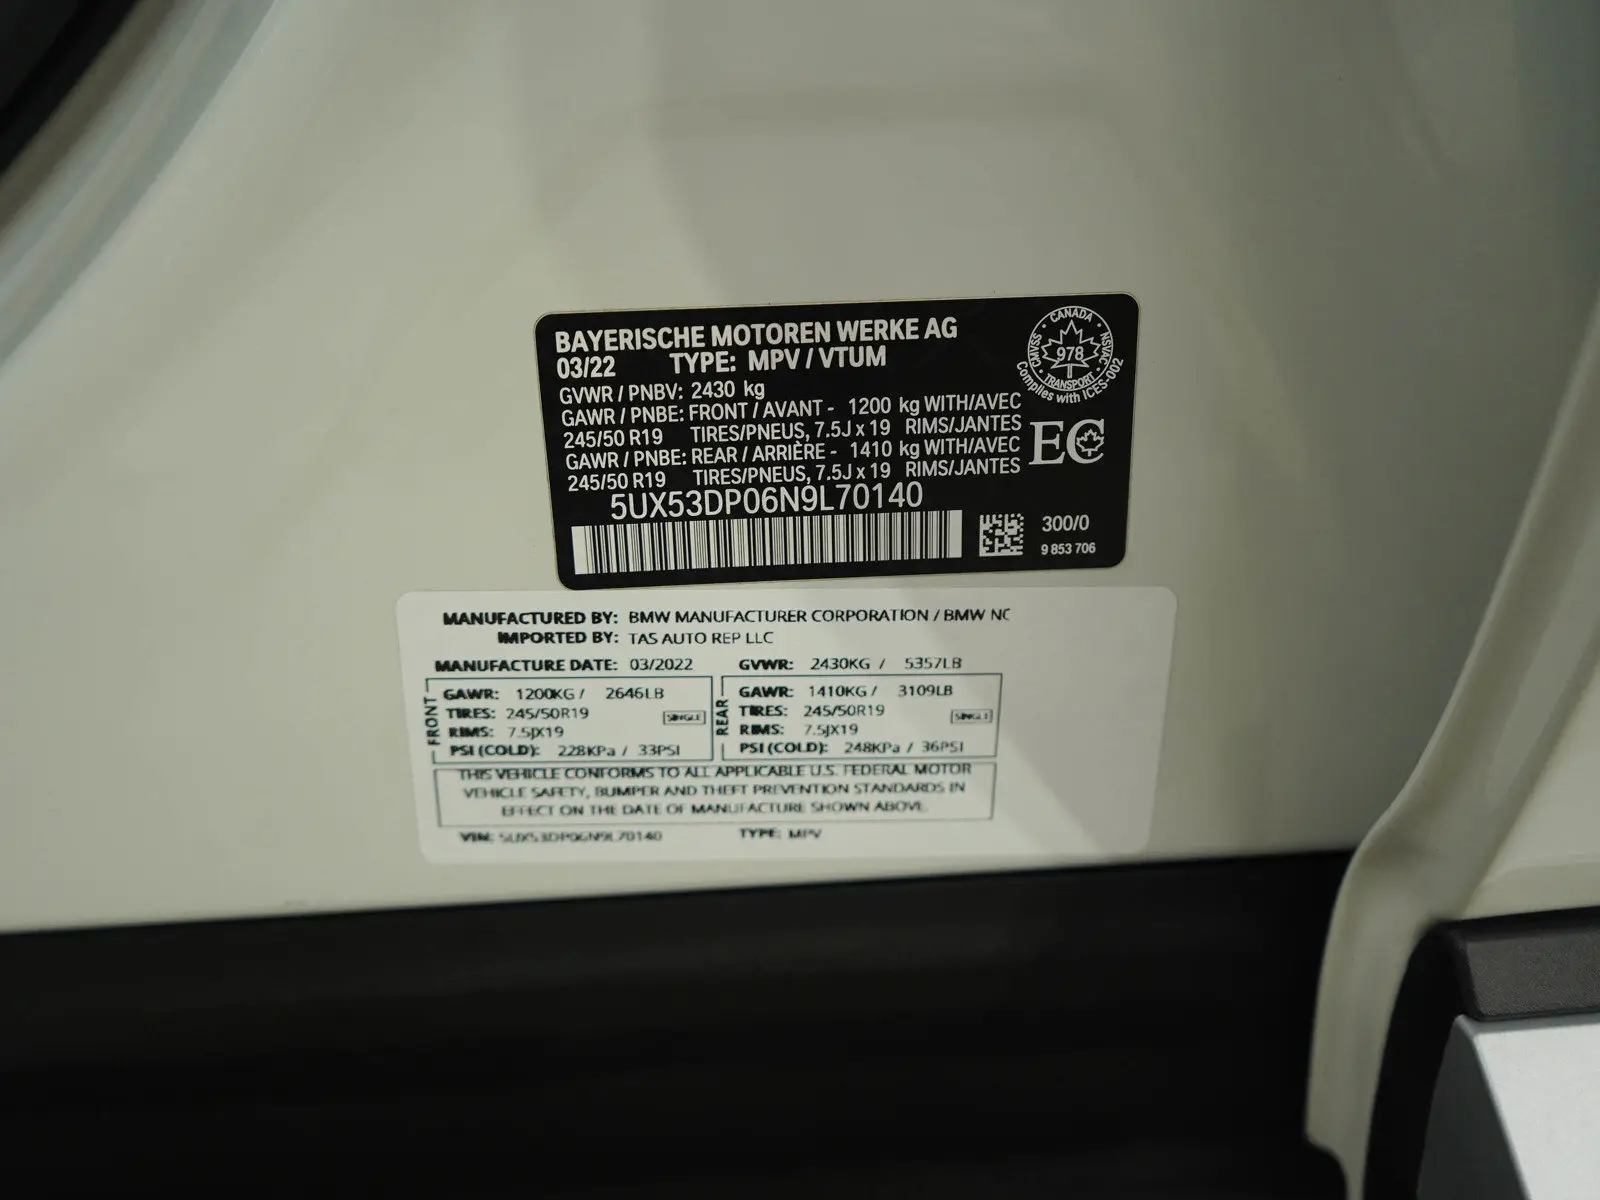 BAYERISCHE MOTOREN WERKE AG
03/22 TYPE: MPV / VTUM
GVWR / PNBV: 2430 kg
GAWR / PNBE: FRONT / AVANT - 1200 kg WITH/AVEC
245/50 R19 TIRES/PNEUS, 7.5J x 19 RIMS/JANTES
GAWR / PNBE: REAR / ARRIÈRE - 1410 kg WITH/AVEC
245/50 R19 TIRES/PNEUS, 7.5J x 19 RIMS/JANTES
5UX53DP06N9L70140
CANADA
CMVSS 978 NSVAC
TRANSPORT
Complies with ICES-002
EC
300/0
9 853 706
MANUFACTURED BY: BMW MANUFACTURER CORPORATION / BMW NC
IMPORTED BY: TAS AUTO REP LLC
MANUFACTURE DATE: 03/2022 GVWR: 2430KG / 5357LB
FRONT
GAWR: 1200KG / 2646LB
TIRES: 245/50R19 SINGLE
RIMS: 7.5JX19
PSI (COLD): 228KPa / 33PSI
REAR
GAWR: 1410KG / 3109LB
TIRES: 245/50R19 SINGLE
RIMS: 7.5JX19
PSI (COLD): 248KPa / 36PSI
THIS VEHICLE CONFORMS TO ALL APPLICABLE U.S. FEDERAL MOTOR
VEHICLE SAFETY, BUMPER AND THEFT PREVENTION STANDARDS IN
EFFECT ON THE DATE OF MANUFACTURE SHOWN ABOVE.
VIN: 5UX53DP06N9L70140 TYPE: MPV